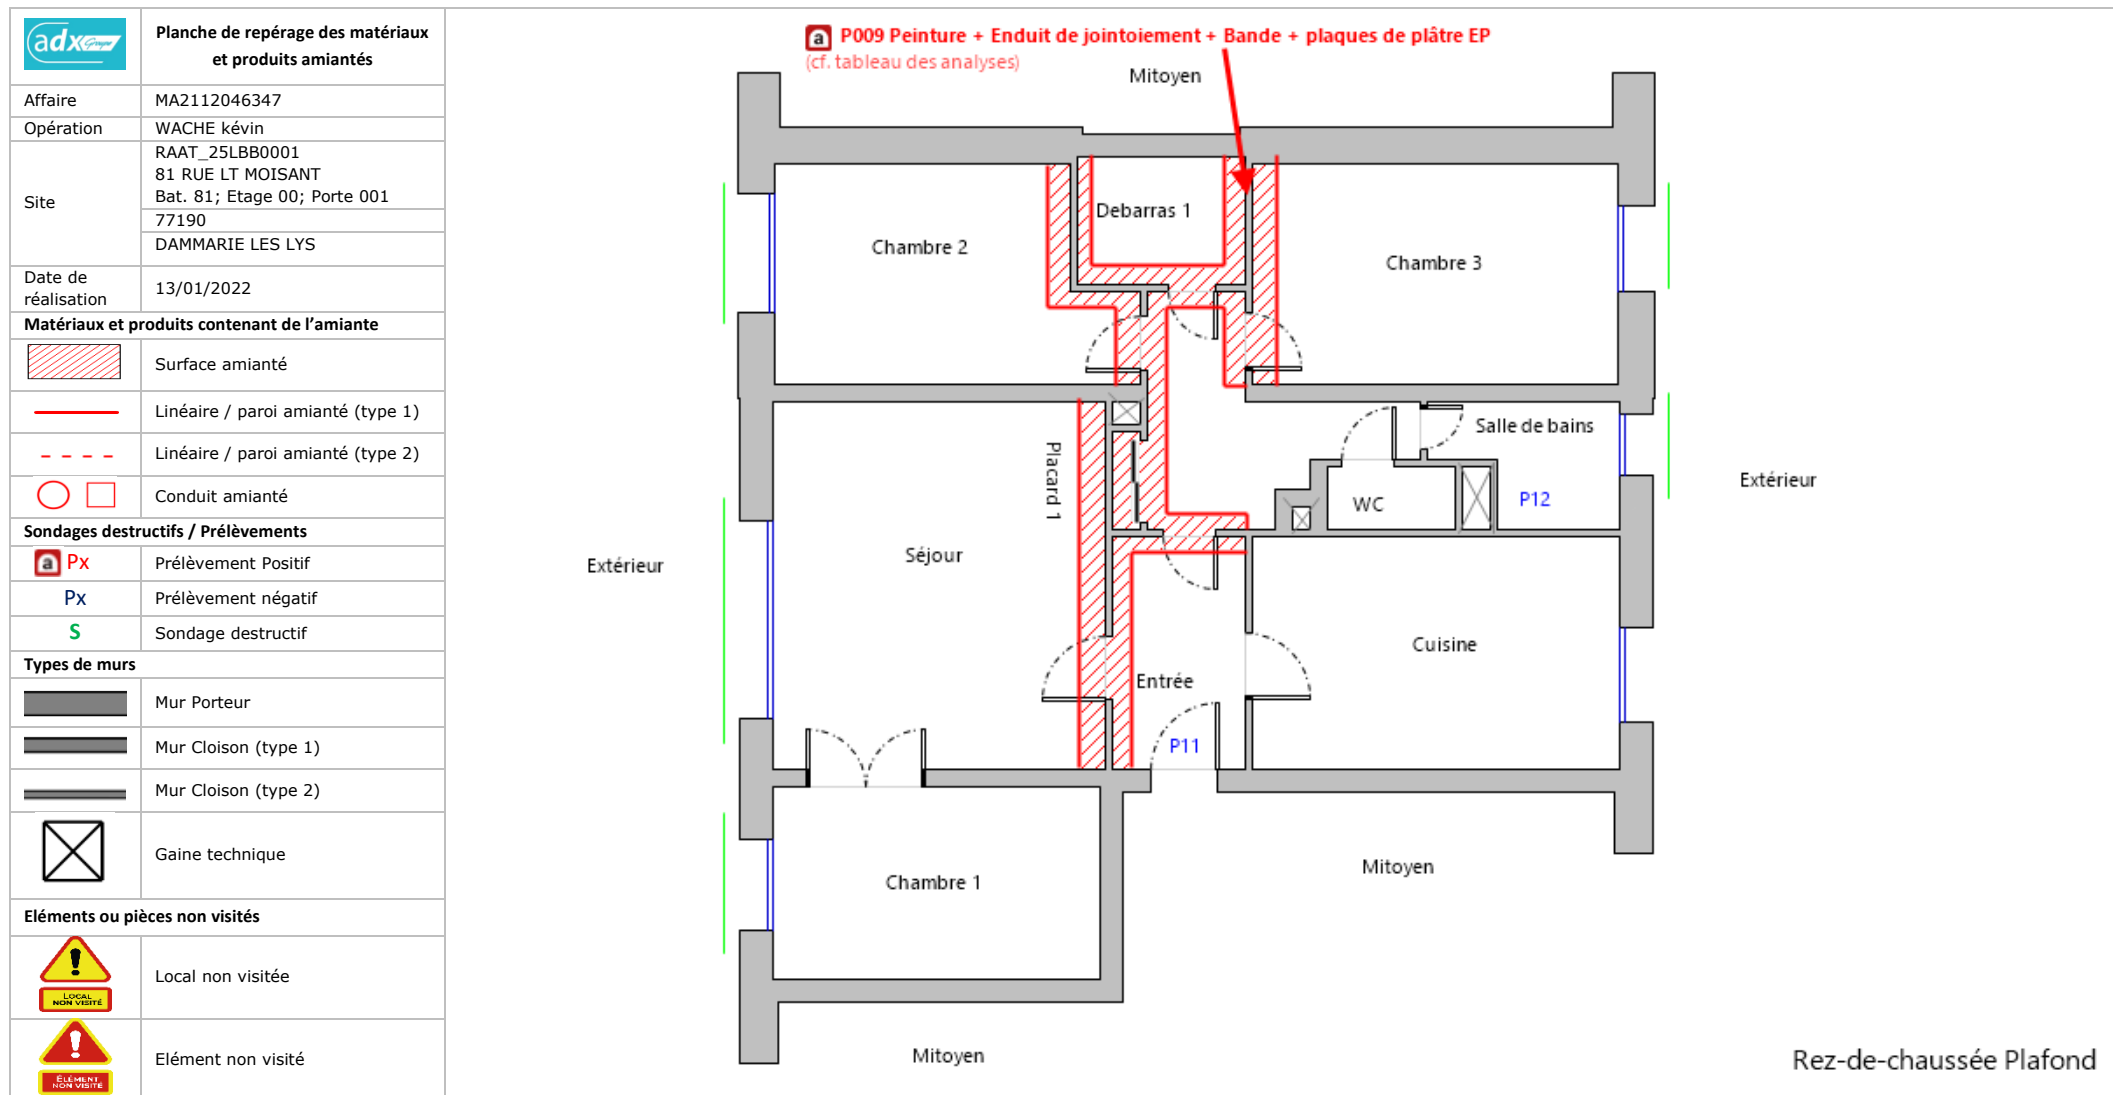 adx Groupe
Planche de repérage des matériaux
et produits amiantés
Affaire
MA2112046347
Opération
WACHE kévin
Site
RAAT_25LBB0001
81 RUE LT MOISANT
Bat. 81; Etage 00; Porte 001
77190
DAMMARIE LES LYS
Date de
réalisation
13/01/2022
Matériaux et produits contenant de l'amiante
Surface amianté
Linéaire / paroi amianté (type 1)
Linéaire / paroi amianté (type 2)
Conduit amianté
Sondages destructifs / Prélèvements
a Px
Prélèvement Positif
Px
Prélèvement négatif
S
Sondage destructif
Types de murs
Mur Porteur
Mur Cloison (type 1)
Mur Cloison (type 2)
Gaine technique
Eléments ou pièces non visités
LOCAL
NON VISITÉ
Local non visitée
ÉLÉMENT
NON VISITÉ
Elément non visité
a P009 Peinture + Enduit de jointoiement + Bande + plaques de plâtre EP
(cf. tableau des analyses)
Mitoyen
Debarras 1
Chambre 2
Chambre 3
Salle de bains
Placard 1
Extérieur
WC
P12
Séjour
Extérieur
Cuisine
Entrée
P11
Mitoyen
Chambre 1
Mitoyen
Rez-de-chaussée Plafond